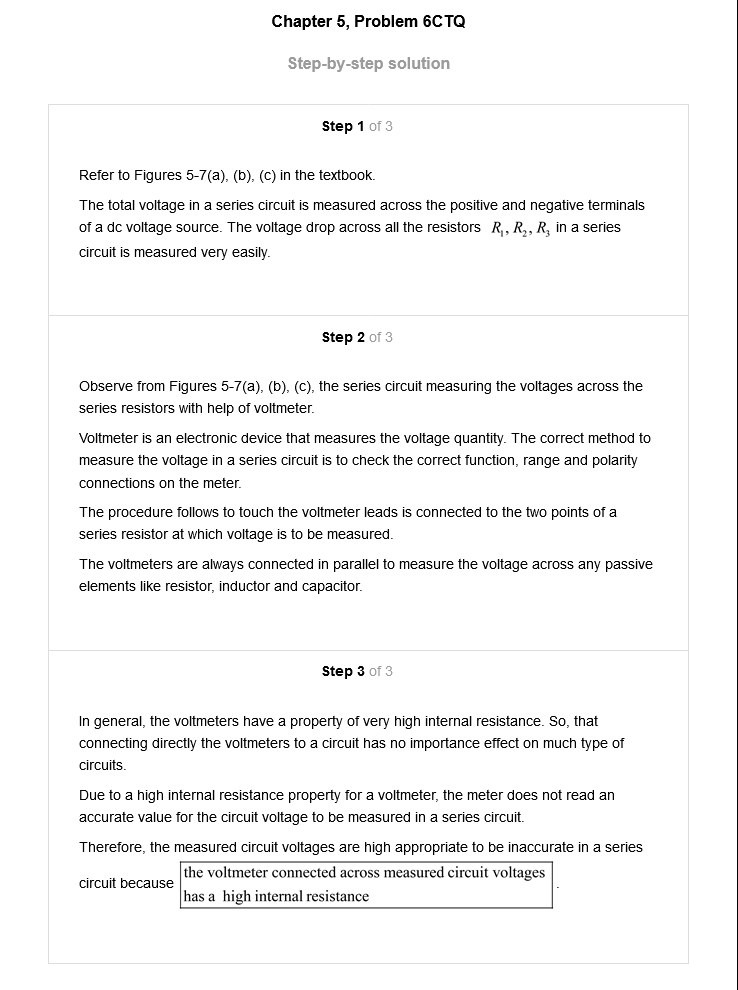 Chapter 5, Problem 6CTQ
Step-by-step solution
Step 1 of 3
Refer to Figures 5-7(a), (b), (c) in the textbook.
The total voltage in a series circuit is measured across the positive and negative terminals
of a dc voltage source. The voltage drop across all the resistors R₁, R₂, R₃ in a series
circuit is measured very easily.
Step 2 of 3
Observe from Figures 5-7(a), (b), (c), the series circuit measuring the voltages across the
series resistors with help of voltmeter.
Voltmeter is an electronic device that measures the voltage quantity. The correct method to
measure the voltage in a series circuit is to check the correct function, range and polarity
connections on the meter.
The procedure follows to touch the voltmeter leads is connected to the two points of a
series resistor at which voltage is to be measured.
The voltmeters are always connected in parallel to measure the voltage across any passive
elements like resistor, inductor and capacitor.
Step 3 of 3
In general, the voltmeters have a property of very high internal resistance. So, that
connecting directly the voltmeters to a circuit has no importance effect on much type of
circuits.
Due to a high internal resistance property for a voltmeter, the meter does not read an
accurate value for the circuit voltage to be measured in a series circuit.
Therefore, the measured circuit voltages are high appropriate to be inaccurate in a series
circuit because the voltmeter connected across measured circuit voltages
has a high internal resistance.